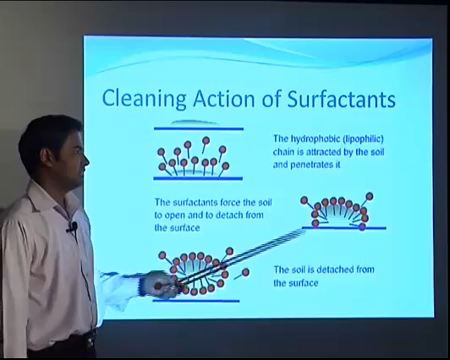 Cleaning Action of Surfactants
The hydrophobic (lipophilic)
chain is attracted by the soil
and penetrates it
The surfactants force the soil
to open and to detach from
the surface
The soil is detached from
the surface